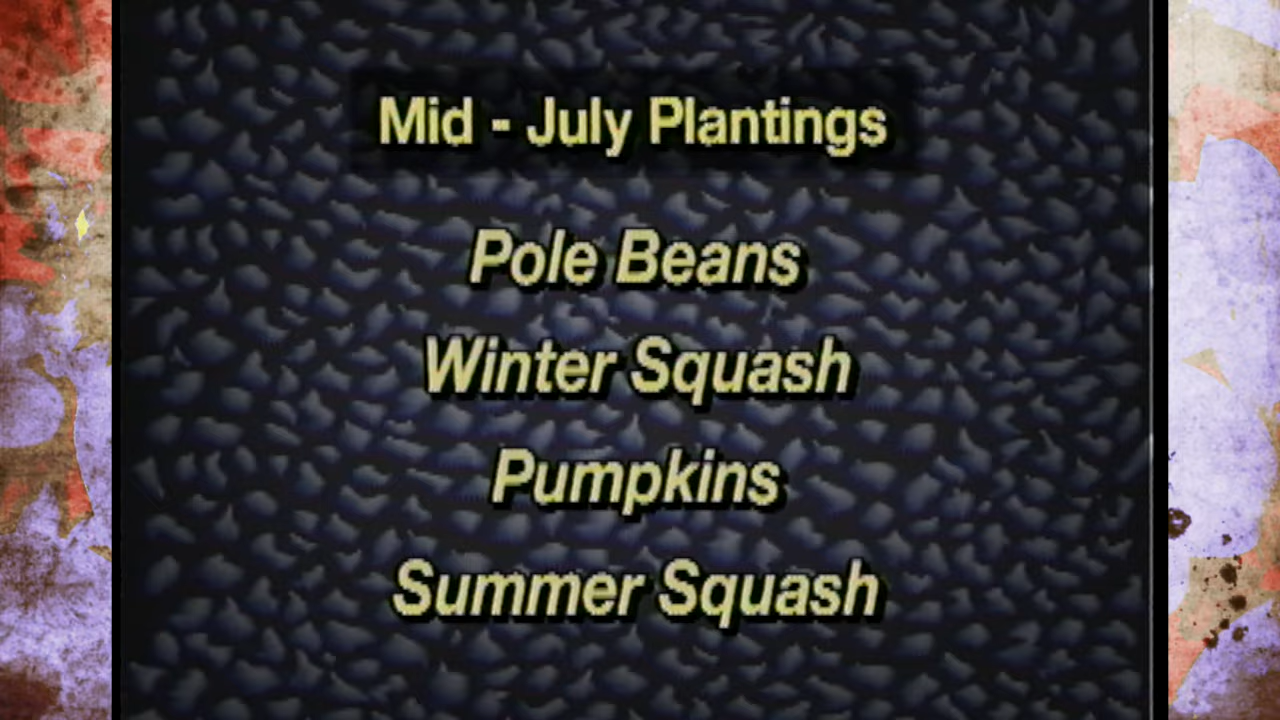 Mid - July Plantings
Pole Beans
Winter Squash
Pumpkins
Summer Squash